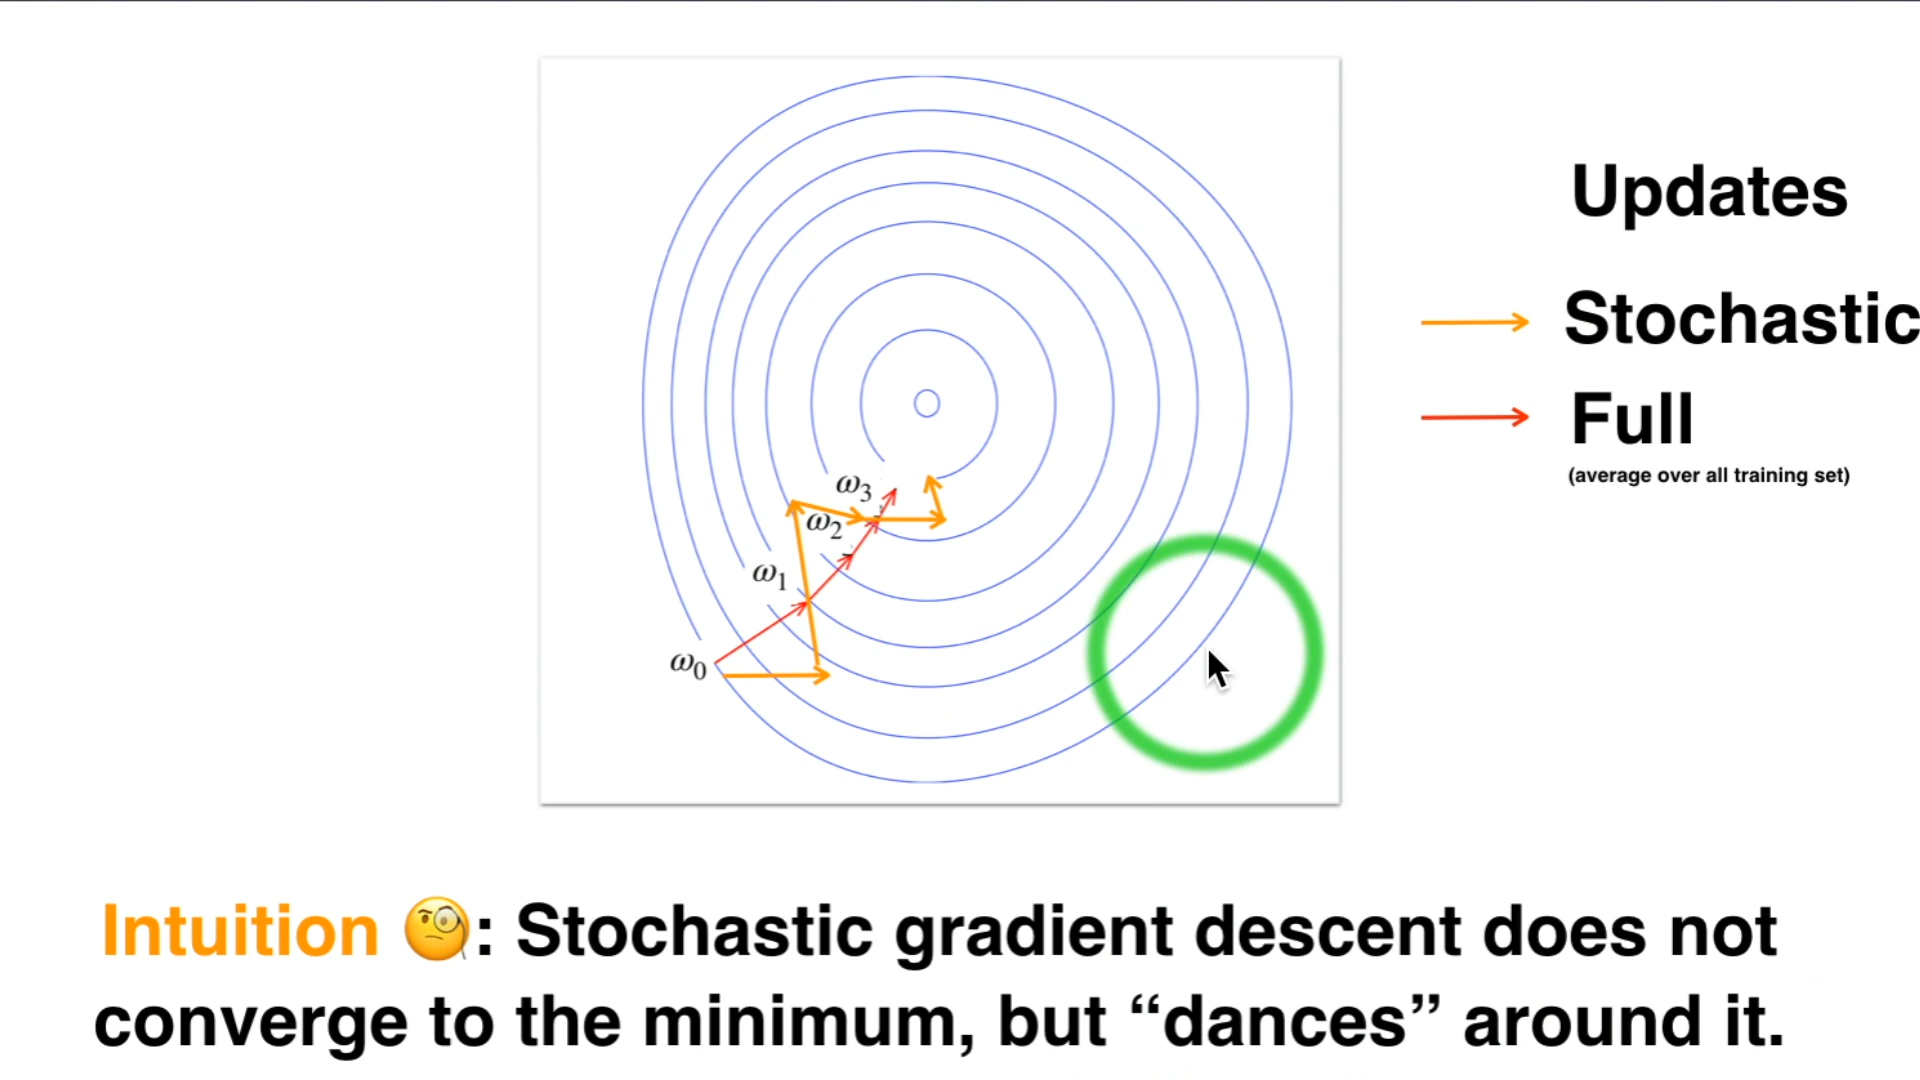 Updates
Stochastic
Full
(average over all training set)
ω3
ω2
ω1
ω0
Intuition 🧐: Stochastic gradient descent does not
converge to the minimum, but “dances” around it.